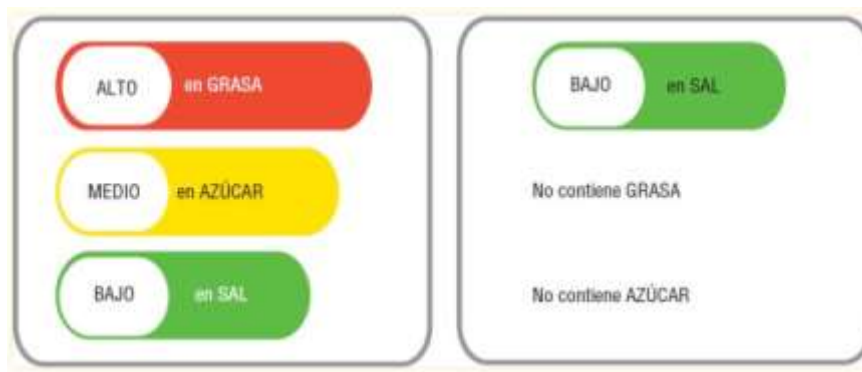 ALTO en GRASA
MEDIO en AZÚCAR
BAJO en SAL
BAJO en SAL
No contiene GRASA
No contiene AZÚCAR